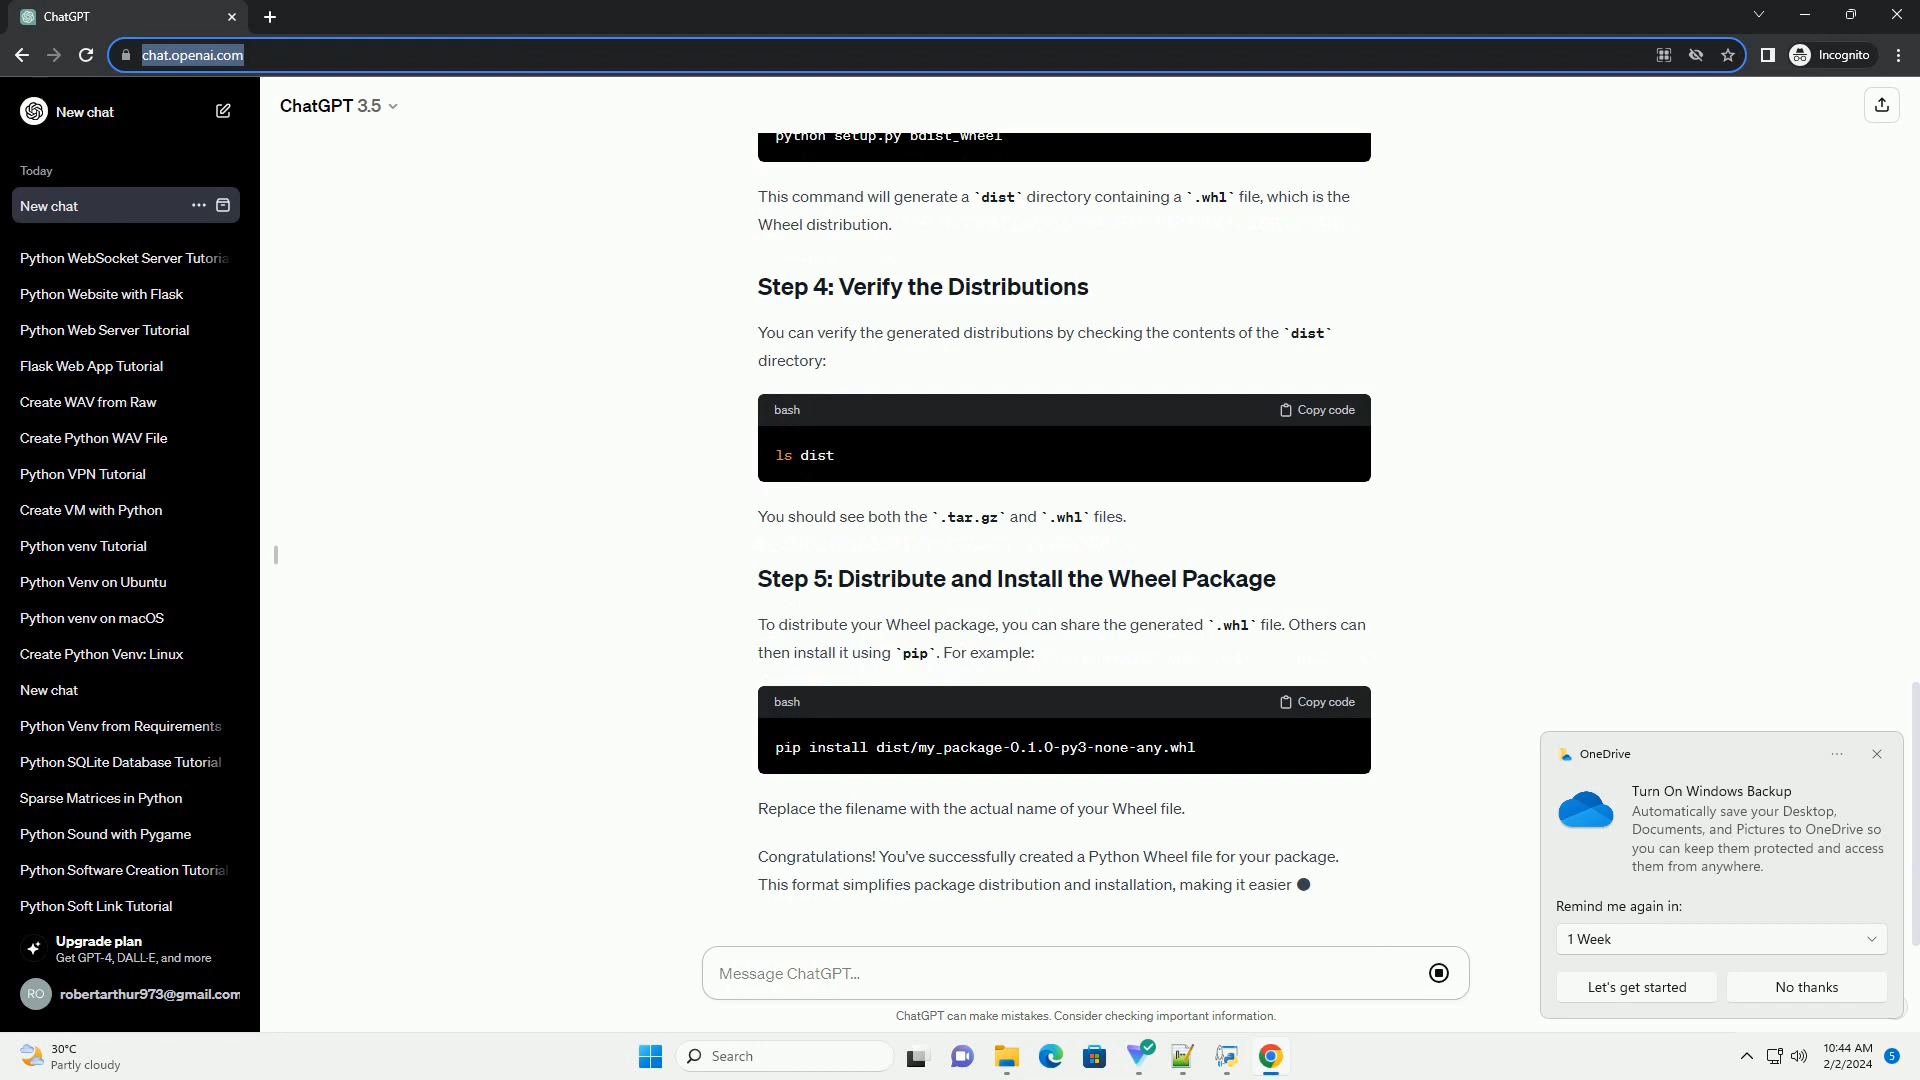 ChatGPT
chat.openai.com
Incognito
New chat
ChatGPT 3.5
Today
New chat
Python WebSocket Server Tutoria
Python Website with Flask
Python Web Server Tutorial
Flask Web App Tutorial
Create WAV from Raw
Create Python WAV File
Python VPN Tutorial
Create VM with Python
Python venv Tutorial
Python Venv on Ubuntu
Python venv on macOS
Create Python Venv: Linux
New chat
Python Venv from Requirements
Python SQLite Database Tutorial
Sparse Matrices in Python
Python Sound with Pygame
Python Software Creation Tutorial
Python Soft Link Tutorial
Upgrade plan
Get GPT-4, DALL·E, and more
RO
robertarthur973@gmail.com
python setup.py bdist_wheel
This command will generate a `dist` directory containing a `.whl` file, which is the
Wheel distribution.
Step 4: Verify the Distributions
You can verify the generated distributions by checking the contents of the `dist`
directory:
bash
Copy code
ls dist
You should see both the `.tar.gz` and `.whl` files.
Step 5: Distribute and Install the Wheel Package
To distribute your Wheel package, you can share the generated `.whl` file. Others can
then install it using `pip`. For example:
bash
Copy code
pip install dist/my_package-0.1.0-py3-none-any.whl
Replace the filename with the actual name of your Wheel file.
Congratulations! You've successfully created a Python Wheel file for your package.
This format simplifies package distribution and installation, making it easier
Message ChatGPT...
ChatGPT can make mistakes. Consider checking important information.
OneDrive
Turn On Windows Backup
Automatically save your Desktop,
Documents, and Pictures to OneDrive so
you can keep them protected and access
them from anywhere.
Remind me again in:
1 Week
Let's get started
No thanks
30°C
Partly cloudy
Search
10:44 AM
2/2/2024
5